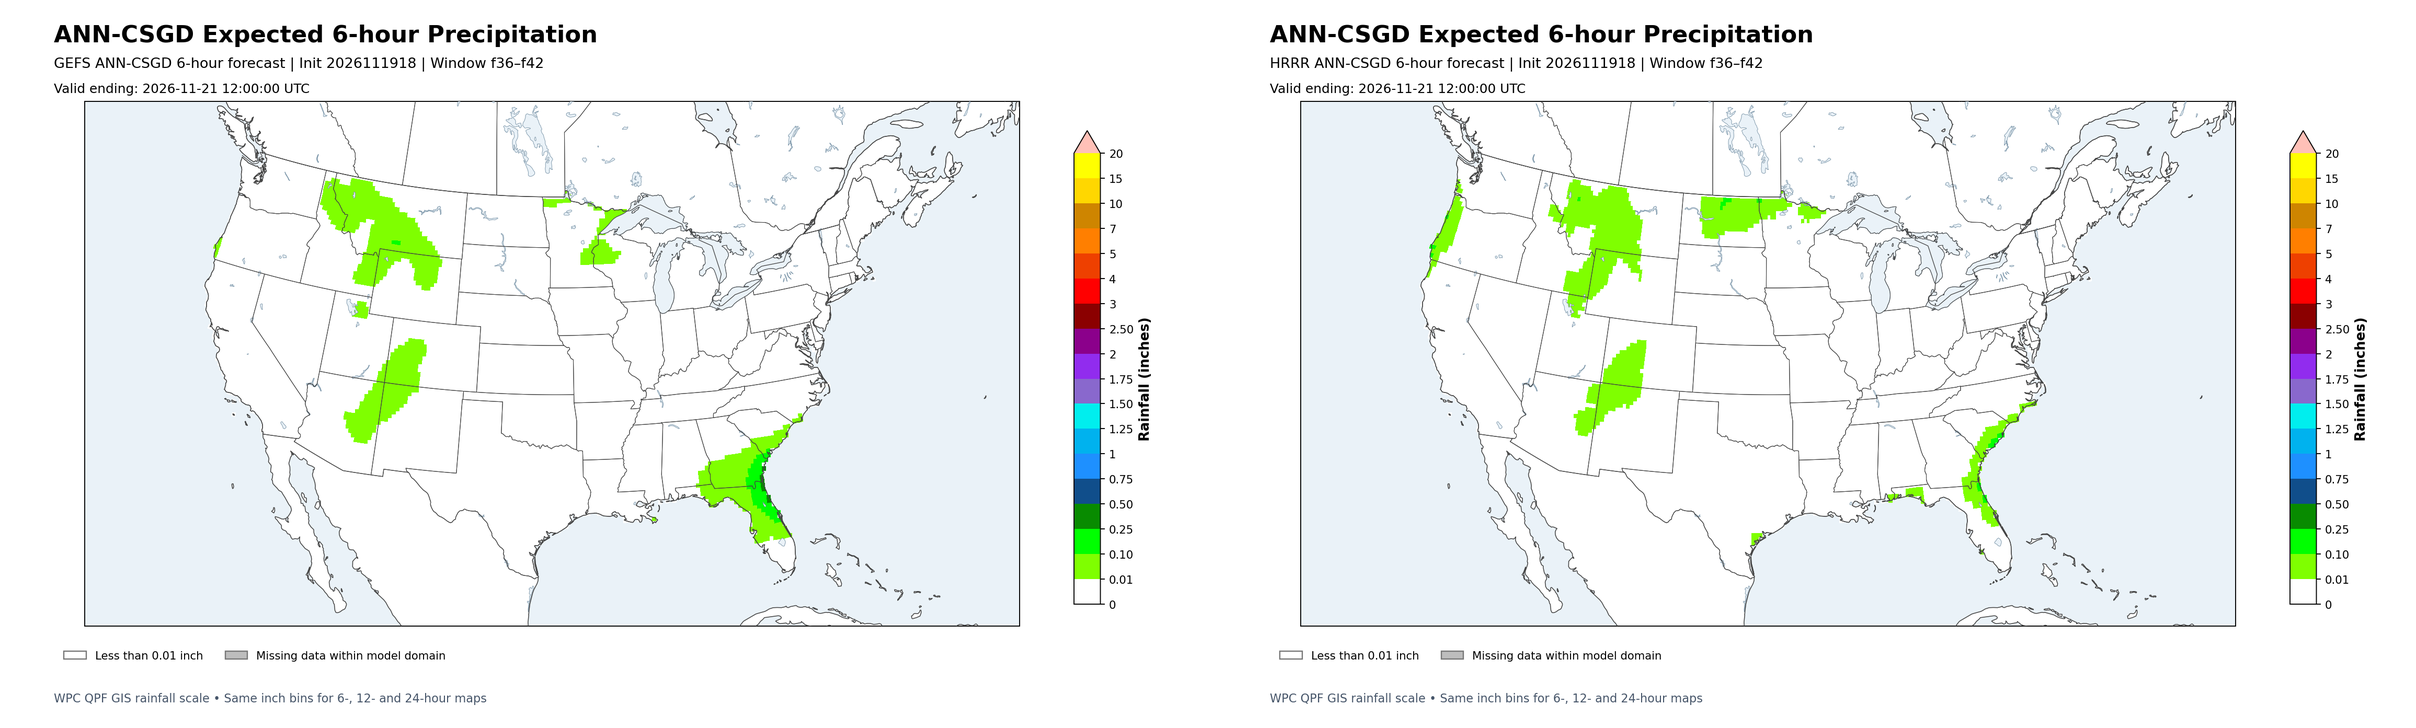 ANN-CSGD Expected 6-hour Precipitation
GEFS ANN-CSGD 6-hour forecast | Init 2026111918 | Window f36–f42
Valid ending: 2026-11-21 12:00:00 UTC
20
15
10
7
5
4
3
2.50
2
1.75
1.50
1.25
1
0.75
0.50
0.25
0.10
0.01
0
Rainfall (inches)
Less than 0.01 inch
Missing data within model domain
WPC QPF GIS rainfall scale • Same inch bins for 6-, 12- and 24-hour maps
ANN-CSGD Expected 6-hour Precipitation
HRRR ANN-CSGD 6-hour forecast | Init 2026111918 | Window f36–f42
Valid ending: 2026-11-21 12:00:00 UTC
20
15
10
7
5
4
3
2.50
2
1.75
1.50
1.25
1
0.75
0.50
0.25
0.10
0.01
0
Rainfall (inches)
Less than 0.01 inch
Missing data within model domain
WPC QPF GIS rainfall scale • Same inch bins for 6-, 12- and 24-hour maps